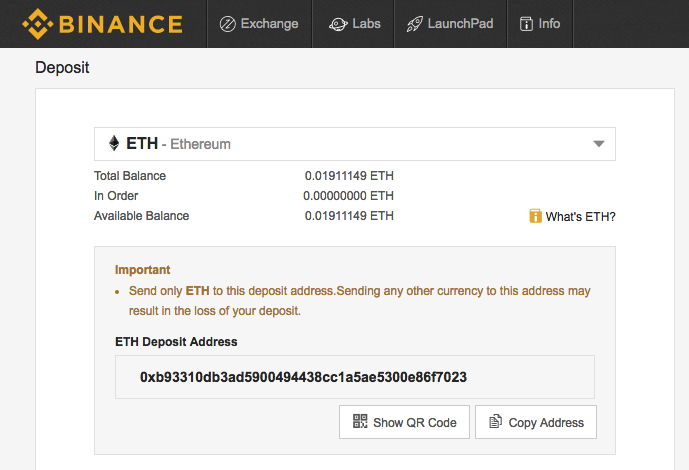 BINANCE Exchange Labs LaunchPad Info
Deposit
ETH - Ethereum
Total Balance 0.01911149 ETH
In Order 0.00000000 ETH
Available Balance 0.01911149 ETH What's ETH?
Important
• Send only ETH to this deposit address.Sending any other currency to this address may
result in the loss of your deposit.
ETH Deposit Address
0xb93310db3ad5900494438cc1a5ae5300e86f7023
Show QR Code Copy Address